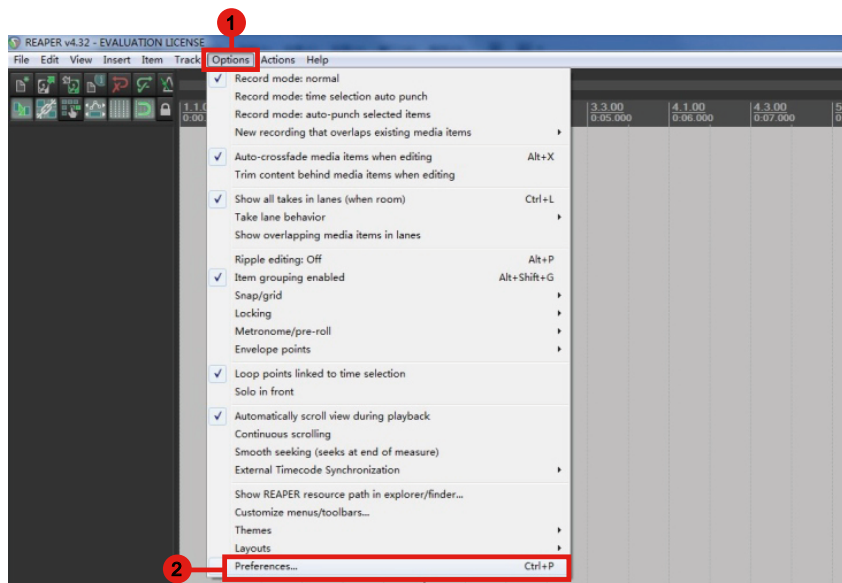 1
REAPER v4.32 - EVALUATION LICENSE
File Edit View Insert Item Track Options Actions Help
Record mode: normal
Record mode: time selection auto punch
Record mode: auto-punch selected items
New recording that overlaps existing media items
Auto-crossfade media items when editing Alt+X
Trim content behind media items when editing
Show all takes in lanes (when room) Ctrl+L
Take lane behavior
Show overlapping media items in lanes
Ripple editing: Off Alt+P
Item grouping enabled Alt+Shift+G
Snap/grid
Locking
Metronome/pre-roll
Envelope points
Loop points linked to time selection
Solo in front
Automatically scroll view during playback
Continuous scrolling
Smooth seeking (seeks at end of measure)
External Timecode Synchronization
Show REAPER resource path in explorer/finder...
Customize menus/toolbars...
Themes
Layouts
2 Preferences... Ctrl+P
3.3.00 4.1.00 4.3.00
0:05.000 0:06.000 0:07.000